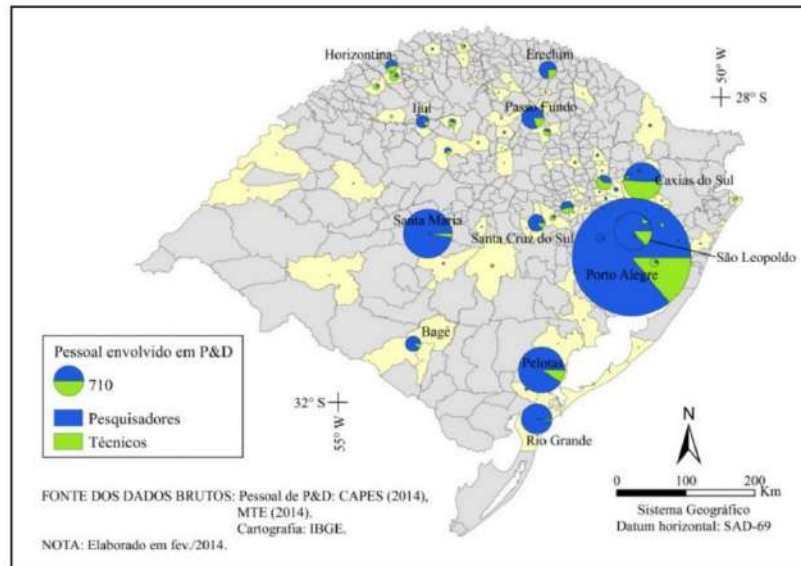 Horizontina
Erechim
50° W
28° S
Ijuí
Passo Fundo
Caxias do Sul
Santa Maria
Santa Cruz do Sul
São Leopoldo
Porto Alegre
Bagé
Pelotas
Rio Grande
Pessoal envolvido em P&D
710
Pesquisadores
Técnicos
32° S
55° W
N
0 100 200
Km
Sistema Geográfico
Datum horizontal: SAD-69
FONTE DOS DADOS BRUTOS: Pessoal de P&D: CAPES (2014),
MTE (2014).
Cartografia: IBGE.
NOTA: Elaborado em fev./2014.